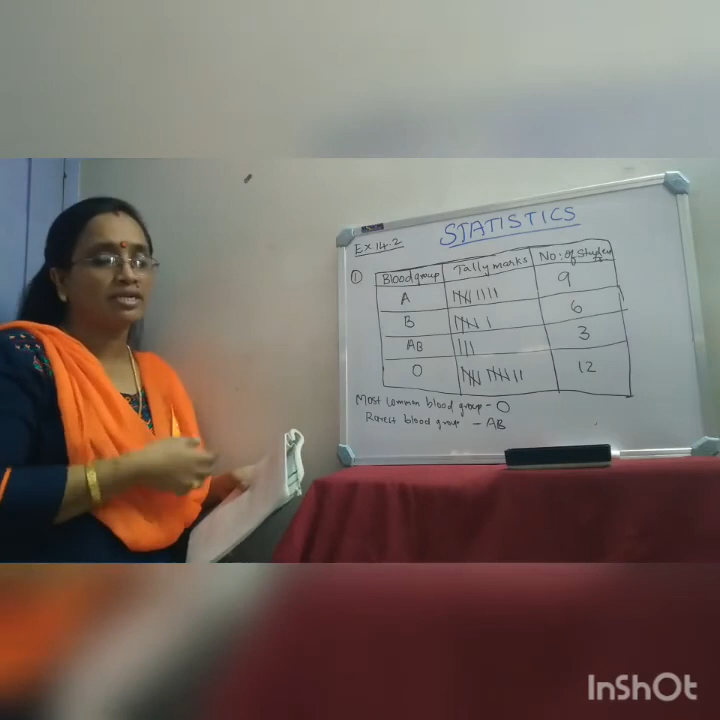 STATISTICS
Ex 14.2
① Blood group Tally marks No: of Students
A 9
B 6
AB 3
O 12
Most common blood group - O
Rarest blood group - AB
InShOt